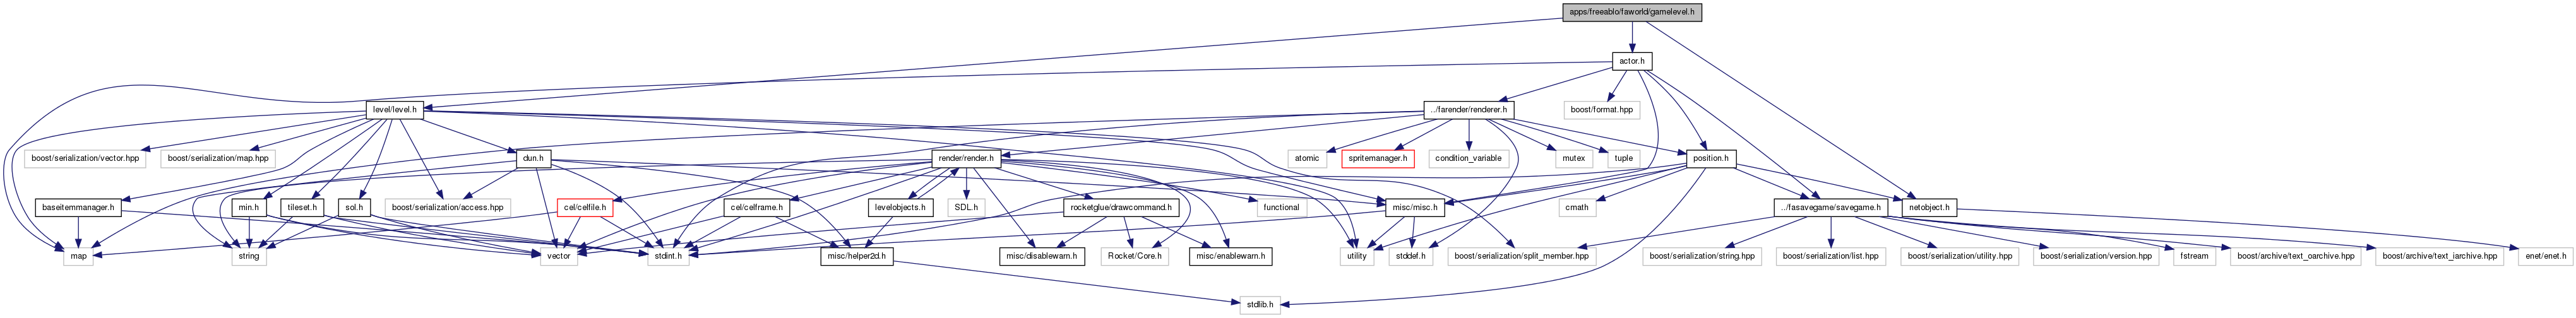 apps/freeablo/faworld/gamelevel.h
actor.h
level/level.h
../farender/renderer.h
boost/format.hpp
boost/serialization/vector.hpp
boost/serialization/map.hpp
dun.h
render/render.h
atomic
spritemanager.h
condition_variable
mutex
tuple
position.h
baseitemmanager.h
min.h
tileset.h
sol.h
boost/serialization/access.hpp
cel/celfile.h
cel/celframe.h
levelobjects.h
SDL.h
rocketglue/drawcommand.h
functional
misc/misc.h
cmath
../fasavegame/savegame.h
netobject.h
map
string
vector
stdint.h
misc/helper2d.h
misc/disablewarn.h
Rocket/Core.h
misc/enablewarn.h
utility
stddef.h
boost/serialization/split_member.hpp
boost/serialization/string.hpp
boost/serialization/list.hpp
boost/serialization/utility.hpp
boost/serialization/version.hpp
fstream
boost/archive/text_oarchive.hpp
boost/archive/text_iarchive.hpp
enet/enet.h
stdlib.h